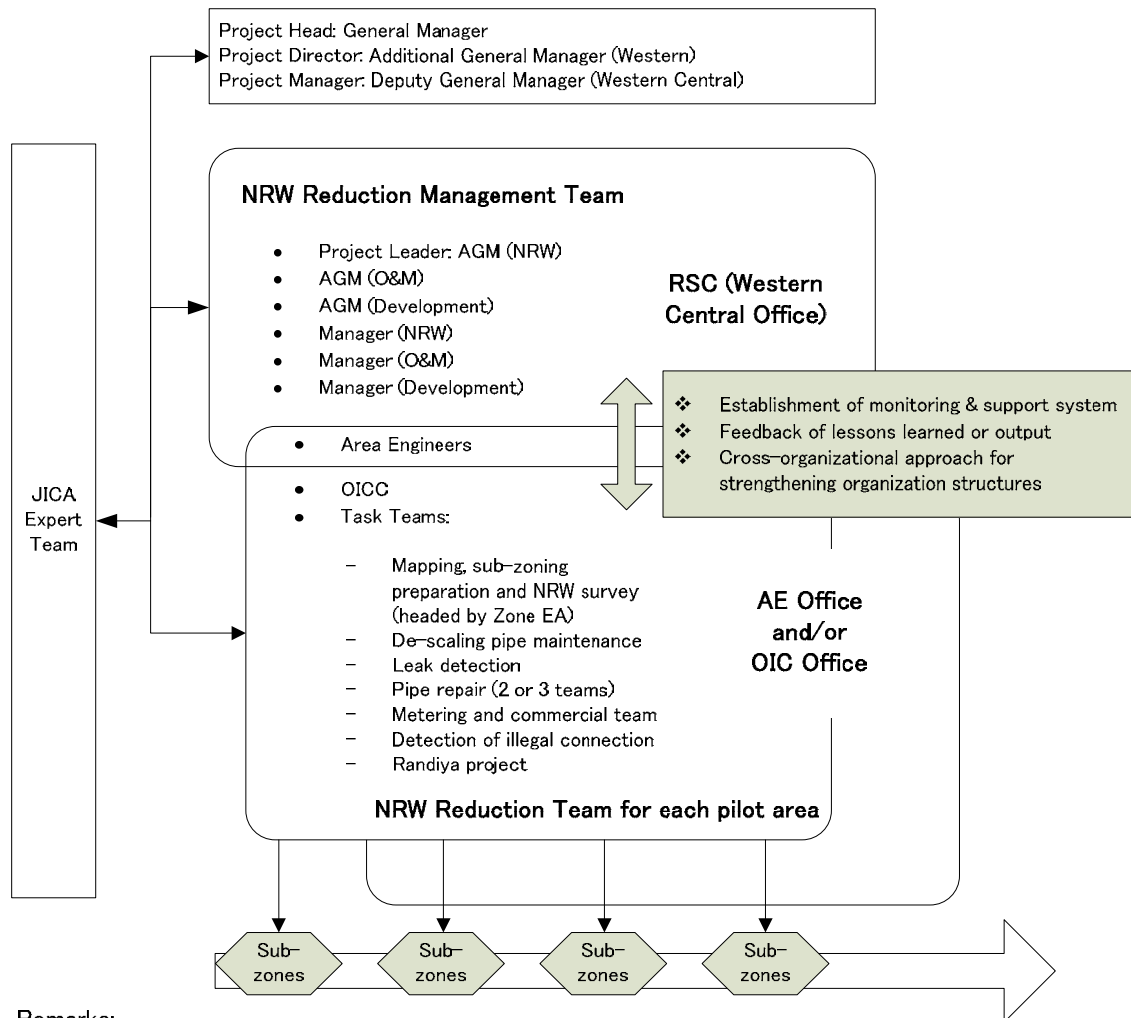 Project Head: General Manager
Project Director: Additional General Manager (Western)
Project Manager: Deputy General Manager (Western Central)
JICA
Expert
Team
NRW Reduction Management Team
● Project Leader: AGM (NRW)
● AGM (O&M)
● AGM (Development)
● Manager (NRW)
● Manager (O&M)
● Manager (Development)
RSC (Western
Central Office)
❖ Establishment of monitoring & support system
❖ Feedback of lessons learned or output
❖ Cross-organizational approach for
strengthening organization structures
● Area Engineers
● OICC
● Task Teams:
– Mapping, sub-zoning
preparation and NRW survey
(headed by Zone EA)
– De-scaling pipe maintenance
– Leak detection
– Pipe repair (2 or 3 teams)
– Metering and commercial team
– Detection of illegal connection
– Randiya project
AE Office
and/or
OIC Office
NRW Reduction Team for each pilot area
Sub-
zones
Sub-
zones
Sub-
zones
Sub-
zones
Remarks: